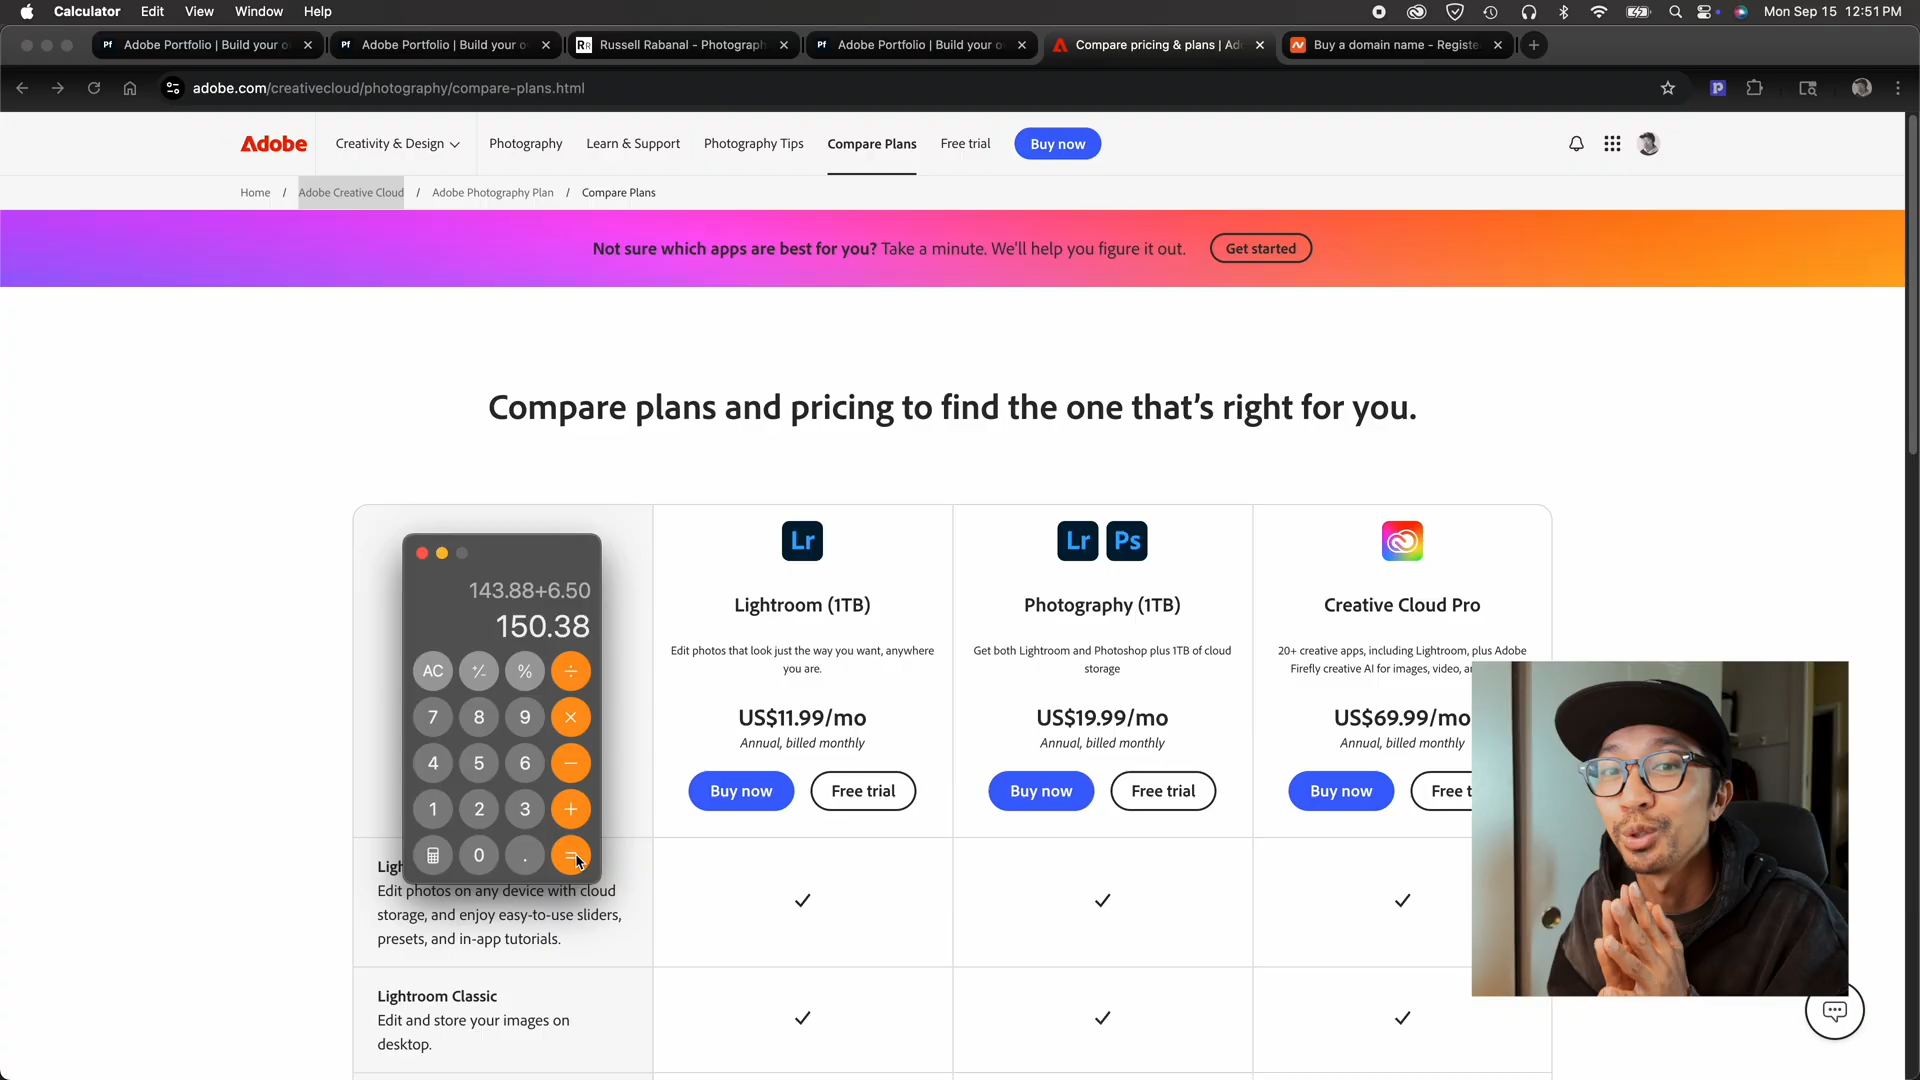 Calculator Edit View Window Help
Mon Sep 15 12:51 PM
Adobe Portfolio | Build your o
Adobe Portfolio | Build your o
Russell Rabanal - Photograph
Adobe Portfolio | Build your o
Compare pricing & plans | Ad
Buy a domain name - Registe
adobe.com/creativecloud/photography/compare-plans.html
Adobe Creativity & Design Photography Learn & Support Photography Tips Compare Plans Free trial Buy now
Home / Adobe Creative Cloud / Adobe Photography Plan / Compare Plans
Not sure which apps are best for you? Take a minute. We'll help you figure it out. Get started
Compare plans and pricing to find the one that's right for you.
143.88+6.50
150.38
AC +/- % ÷
7 8 9 ×
4 5 6 −
1 2 3 +
0 . =
Lr
Lightroom (1TB)
Edit photos that look just the way you want, anywhere
you are.
US$11.99/mo
Annual, billed monthly
Buy now Free trial
Lr Ps
Photography (1TB)
Get both Lightroom and Photoshop plus 1TB of cloud
storage
US$19.99/mo
Annual, billed monthly
Buy now Free trial
Creative Cloud Pro
20+ creative apps, including Lightroom, plus Adobe
Firefly creative AI for images, video,
US$69.99/mo
Annual, billed monthly
Buy now Free t
Lig
Edit photos on any device with cloud
storage, and enjoy easy-to-use sliders,
presets, and in-app tutorials.
Lightroom Classic
Edit and store your images on
desktop.